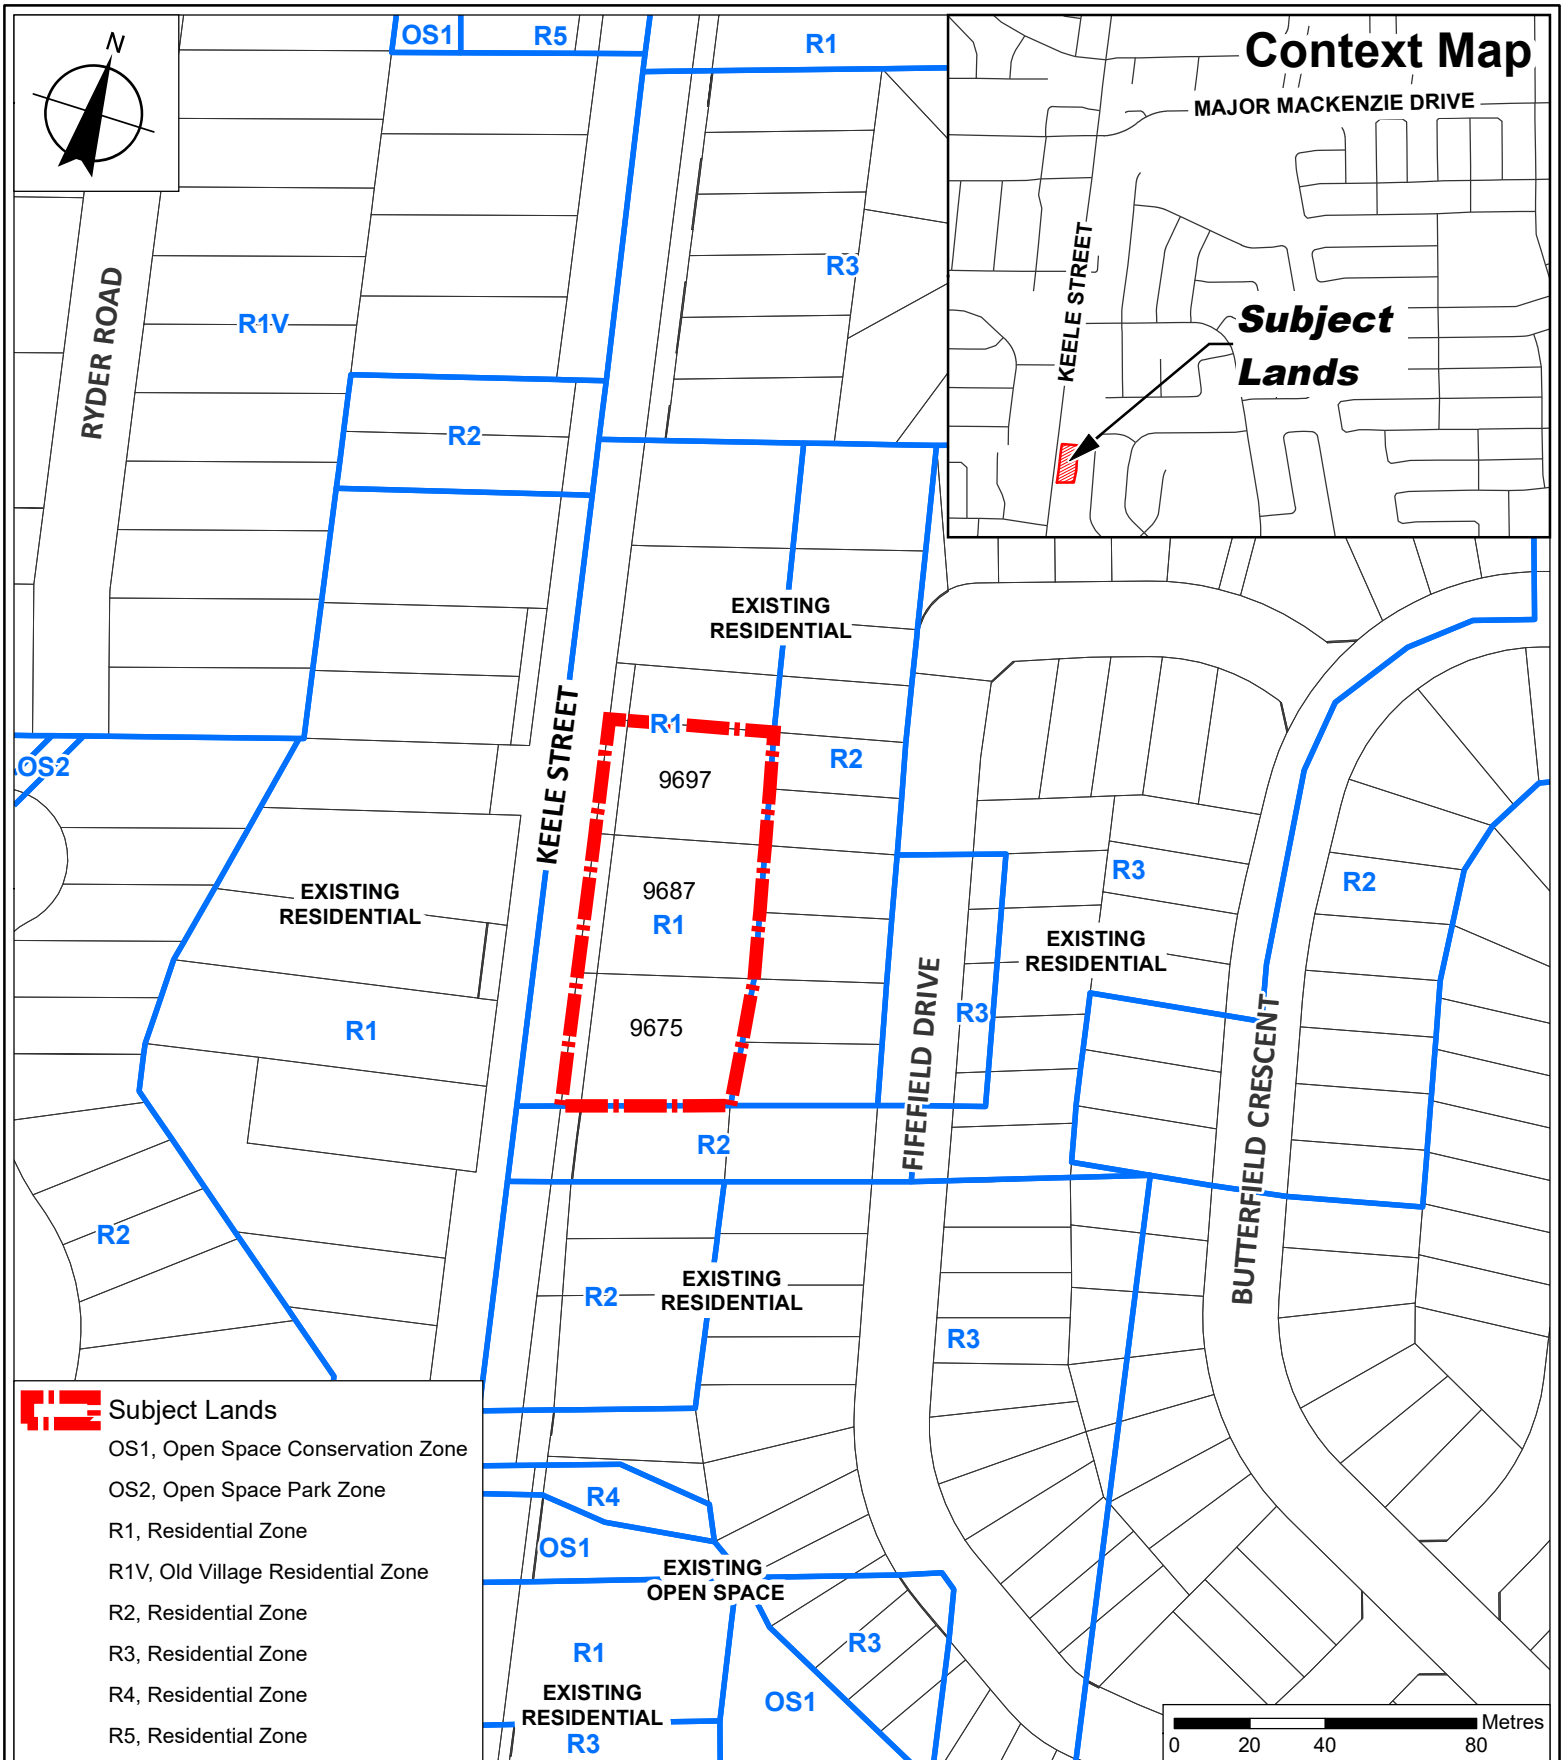 N
OS1
R5
R1
Context Map
MAJOR MACKENZIE DRIVE
KEELE STREET
Subject
Lands
RYDER ROAD
R1V
R3
R2
EXISTING
RESIDENTIAL
KEELE STREET
R1
R2
OS2
9697
9687
R1
9675
EXISTING
RESIDENTIAL
R1
R3
R2
EXISTING
RESIDENTIAL
FIFEFIELD DRIVE
R3
BUTTERFIELD CRESCENT
R2
R2
EXISTING
RESIDENTIAL
R2
R3
R4
OS1
EXISTING
OPEN SPACE
R1
R3
EXISTING
RESIDENTIAL
OS1
R3
Subject Lands
OS1, Open Space Conservation Zone
OS2, Open Space Park Zone
R1, Residential Zone
R1V, Old Village Residential Zone
R2, Residential Zone
R3, Residential Zone
R4, Residential Zone
R5, Residential Zone
Metres
0 20 40 80